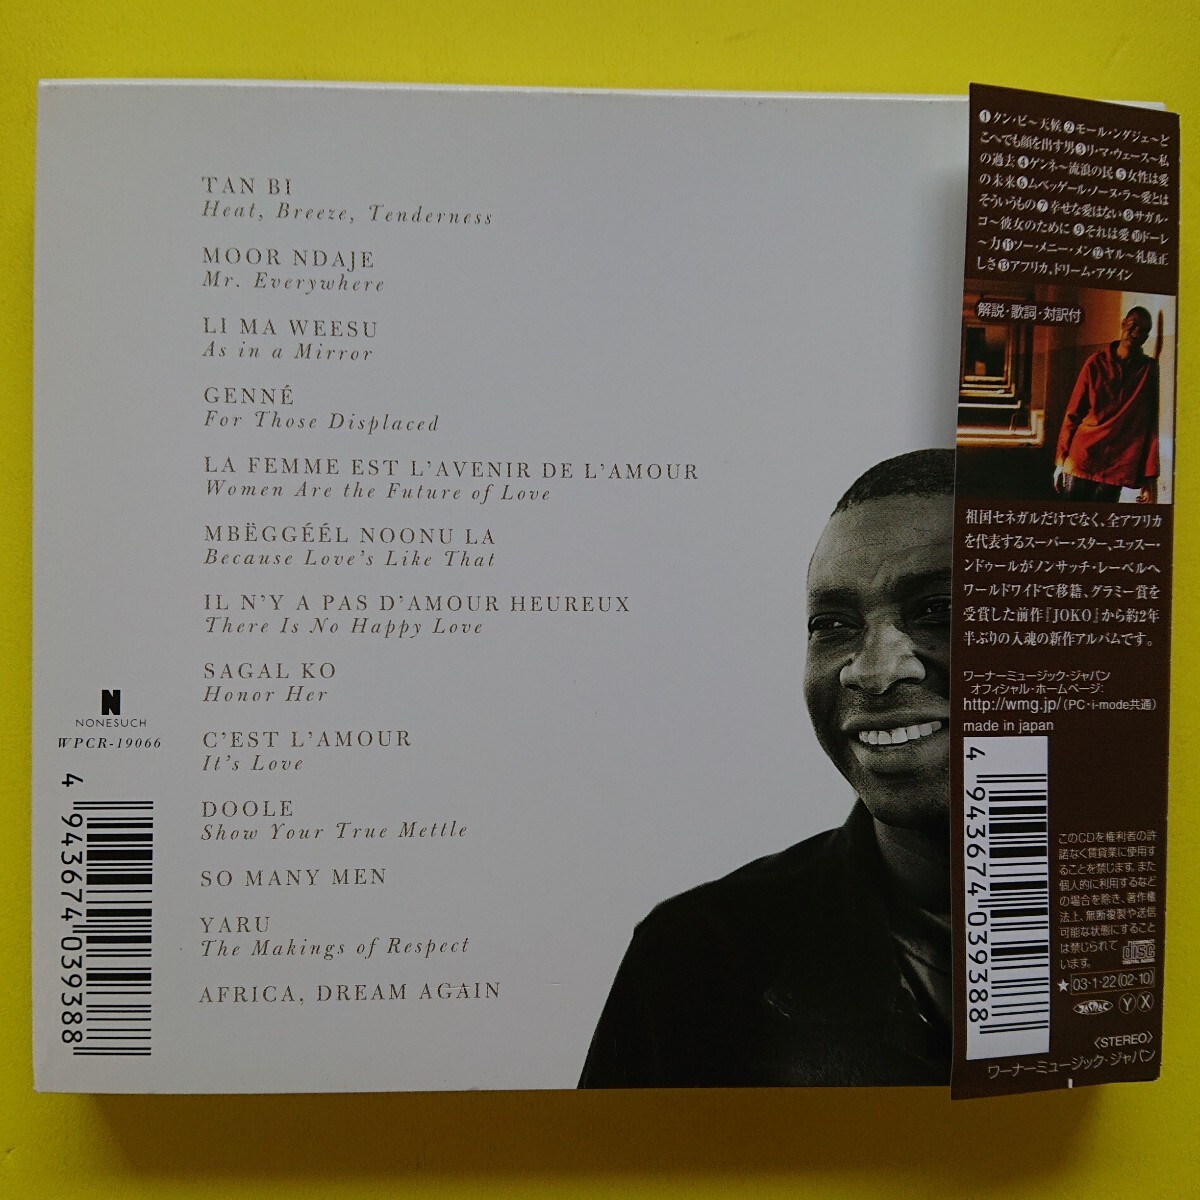 TAN BI
Heat, Breeze, Tenderness
MOOR NDAJE
Mr. Everywhere
LI MA WEESU
As in a Mirror
GENNÉ
For Those Displaced
LA FEMME EST L'AVENIR DE L'AMOUR
Women Are the Future of Love
MBËGGÉÉL NOONU LA
Because Love's Like That
IL N'Y A PAS D'AMOUR HEUREUX
There Is No Happy Love
SAGAL KO
Honor Her
C'EST L'AMOUR
It's Love
DOOLE
Show Your True Mettle
SO MANY MEN
YARU
The Makings of Respect
AFRICA, DREAM AGAIN
N
NONESUCH
WPCR-19066
4 943674 039388
❶タン・ビ〜天候❷モール・ンダジェ〜ど
こへでも顔を出す男❸リ・マ・ウェース〜私
の過去❹ゲンネ〜流浪の民❺女性は愛
の未来❻ムベッゲール・ノーヌ・ラ〜愛とは
そういうもの❼幸せな愛はない❽サガル・
コ〜彼女のために❾それは愛❿ドーレ
〜力⓫ソー・メニー・メン⓬ヤル〜礼儀正
しさ⓭アフリカ、ドリーム・アゲイン
解説・歌詞・対訳付
祖国セネガルだけでなく、全アフリカ
を代表するスーパー・スター、ユッスー・
ンドゥールがノンサッチ・レーベルへ
ワールドワイドで移籍、グラミー賞を
受賞した前作『JOKO』から約2年
半ぶりの入魂の新作アルバムです。
ワーナーミュージック・ジャパン
オフィシャル・ホームページ:
http://wmg.jp/(PC・i-mode共通)
made in japan
4 943674 039388
このCDを権利者の許
諾なく賃貸業に使用す
ることを禁じます。また
個人的に利用するなど
の場合を除き、著作権
法上、無断複製や送信
可能な状態にすること
は禁じられて
います。
COMPACT
disc
DIGITAL AUDIO
★03・1・22(02・10)
JASRAC Y X
〈STEREO〉
ワーナーミュージック・ジャパン